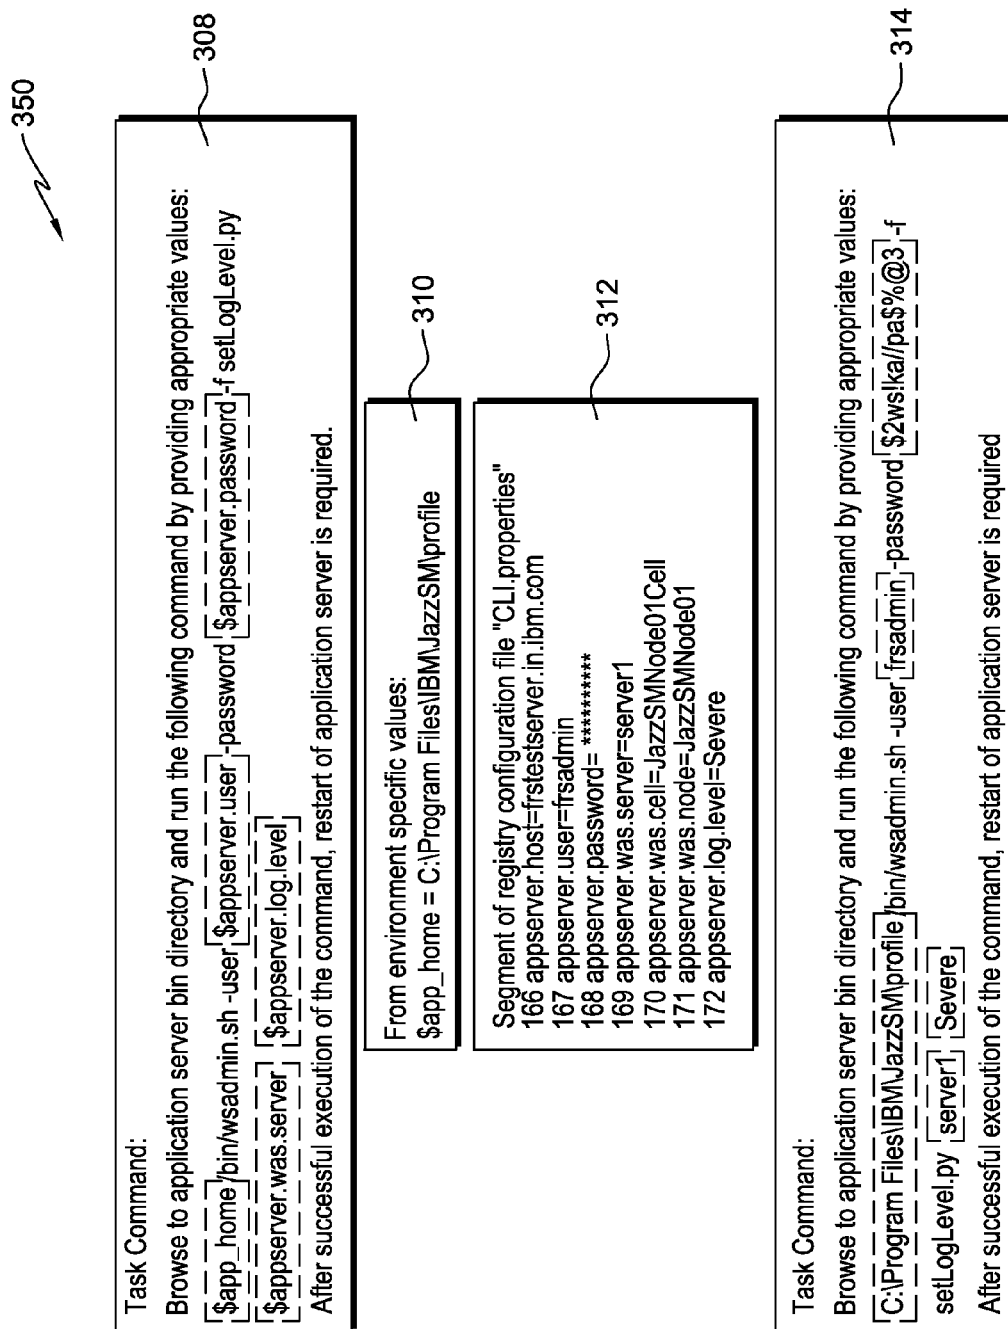 350
308
Task Command:
Browse to application server bin directory and run the following command by providing appropriate values:
$app_home/bin/wsadmin.sh -user $appserver.user -password $appserver.password -f setLogLevel.py
$appserver.was.server $appserver.log.level
After successful execution of the command, restart of application server is required.
310
From environment specific values:
$app_home = C:\Program Files\IBM\JazzSM\profile
312
Segment of registry configuration file "CLI.properties"
166 appserver.host=frstestserver.in.ibm.com
167 appserver.user=frsadmin
168 appserver.password= **********
169 appserver.was.server=server1
170 appserver.was.cell=JazzSMNode01Cell
171 appserver.was.node=JazzSMNode01
172 appserver.log.level=Severe
314
Task Command:
Browse to application server bin directory and run the following command by providing appropriate values:
C:\Program Files\IBM\JazzSM\profile/bin/wsadmin.sh -user frsadmin -password $2ws!ka//pa$%@3 -f
setLogLevel.py server1 Severe
After successful execution of the command, restart of application server is required